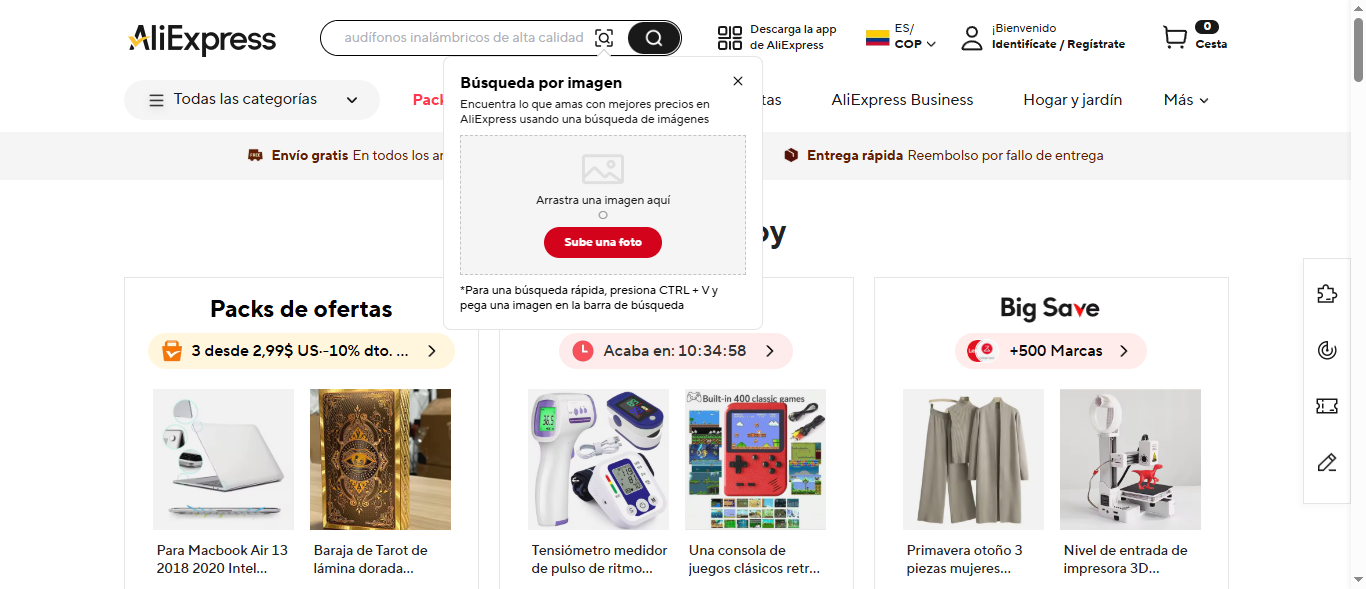 AliExpress
audífonos inalámbricos de alta calidad
Descarga la app
de AliExpress
ES/
COP
¡Bienvenido
Identifícate / Regístrate
0
Cesta
Todas las categorías
AliExpress Business
Hogar y jardín
Más
Búsqueda por imagen
Encuentra lo que amas con mejores precios en
AliExpress usando una búsqueda de imágenes
Arrastra una imagen aquí
O
Sube una foto
*Para una búsqueda rápida, presiona CTRL + V y
pega una imagen en la barra de búsqueda
Envío gratis En todos los
Entrega rápida Reembolso por fallo de entrega
Packs de ofertas
3 desde 2,99$ US·-10% dto. ...
Para Macbook Air 13
2018 2020 Intel...
Baraja de Tarot de
lámina dorada...
Acaba en: 10:34:58
Built-in 400 classic games
Tensiómetro medidor
de pulso de ritmo...
Una consola de
juegos clásicos retr...
Big Save
+500 Marcas
Primavera otoño 3
piezas mujeres...
Nivel de entrada de
impresora 3D...